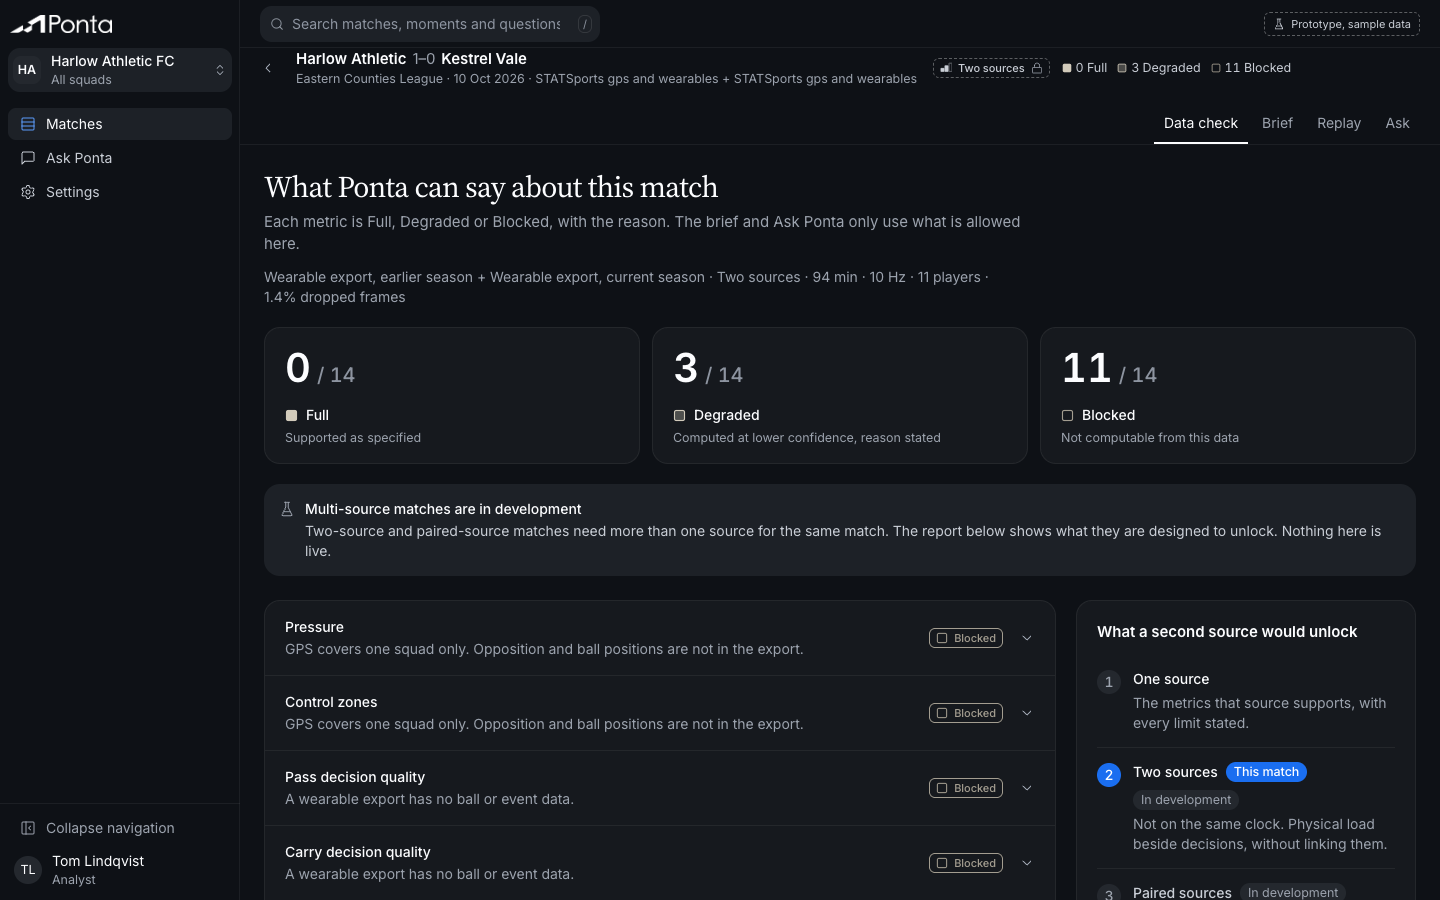 Ponta
Search matches, moments and questions
/
Prototype, sample data
HA
Harlow Athletic FC
All squads
Matches
Ask Ponta
Settings
Collapse navigation
TL
Tom Lindqvist
Analyst
Harlow Athletic 1–0 Kestrel Vale
Eastern Counties League · 10 Oct 2026 · STATSports gps and wearables + STATSports gps and wearables
Two sources
0 Full
3 Degraded
11 Blocked
Data check
Brief
Replay
Ask
What Ponta can say about this match
Each metric is Full, Degraded or Blocked, with the reason. The brief and Ask Ponta only use what is allowed
here.
Wearable export, earlier season + Wearable export, current season · Two sources · 94 min · 10 Hz · 11 players ·
1.4% dropped frames
0 / 14
Full
Supported as specified
3 / 14
Degraded
Computed at lower confidence, reason stated
11 / 14
Blocked
Not computable from this data
Multi-source matches are in development
Two-source and paired-source matches need more than one source for the same match. The report below shows what they are designed to unlock. Nothing here is
live.
Pressure
GPS covers one squad only. Opposition and ball positions are not in the export.
Blocked
Control zones
GPS covers one squad only. Opposition and ball positions are not in the export.
Blocked
Pass decision quality
A wearable export has no ball or event data.
Blocked
Carry decision quality
A wearable export has no ball or event data.
Blocked
What a second source would unlock
1
One source
The metrics that source supports, with
every limit stated.
2
Two sources
This match
In development
Not on the same clock. Physical load
beside decisions, without linking them.
3
Paired sources
In development